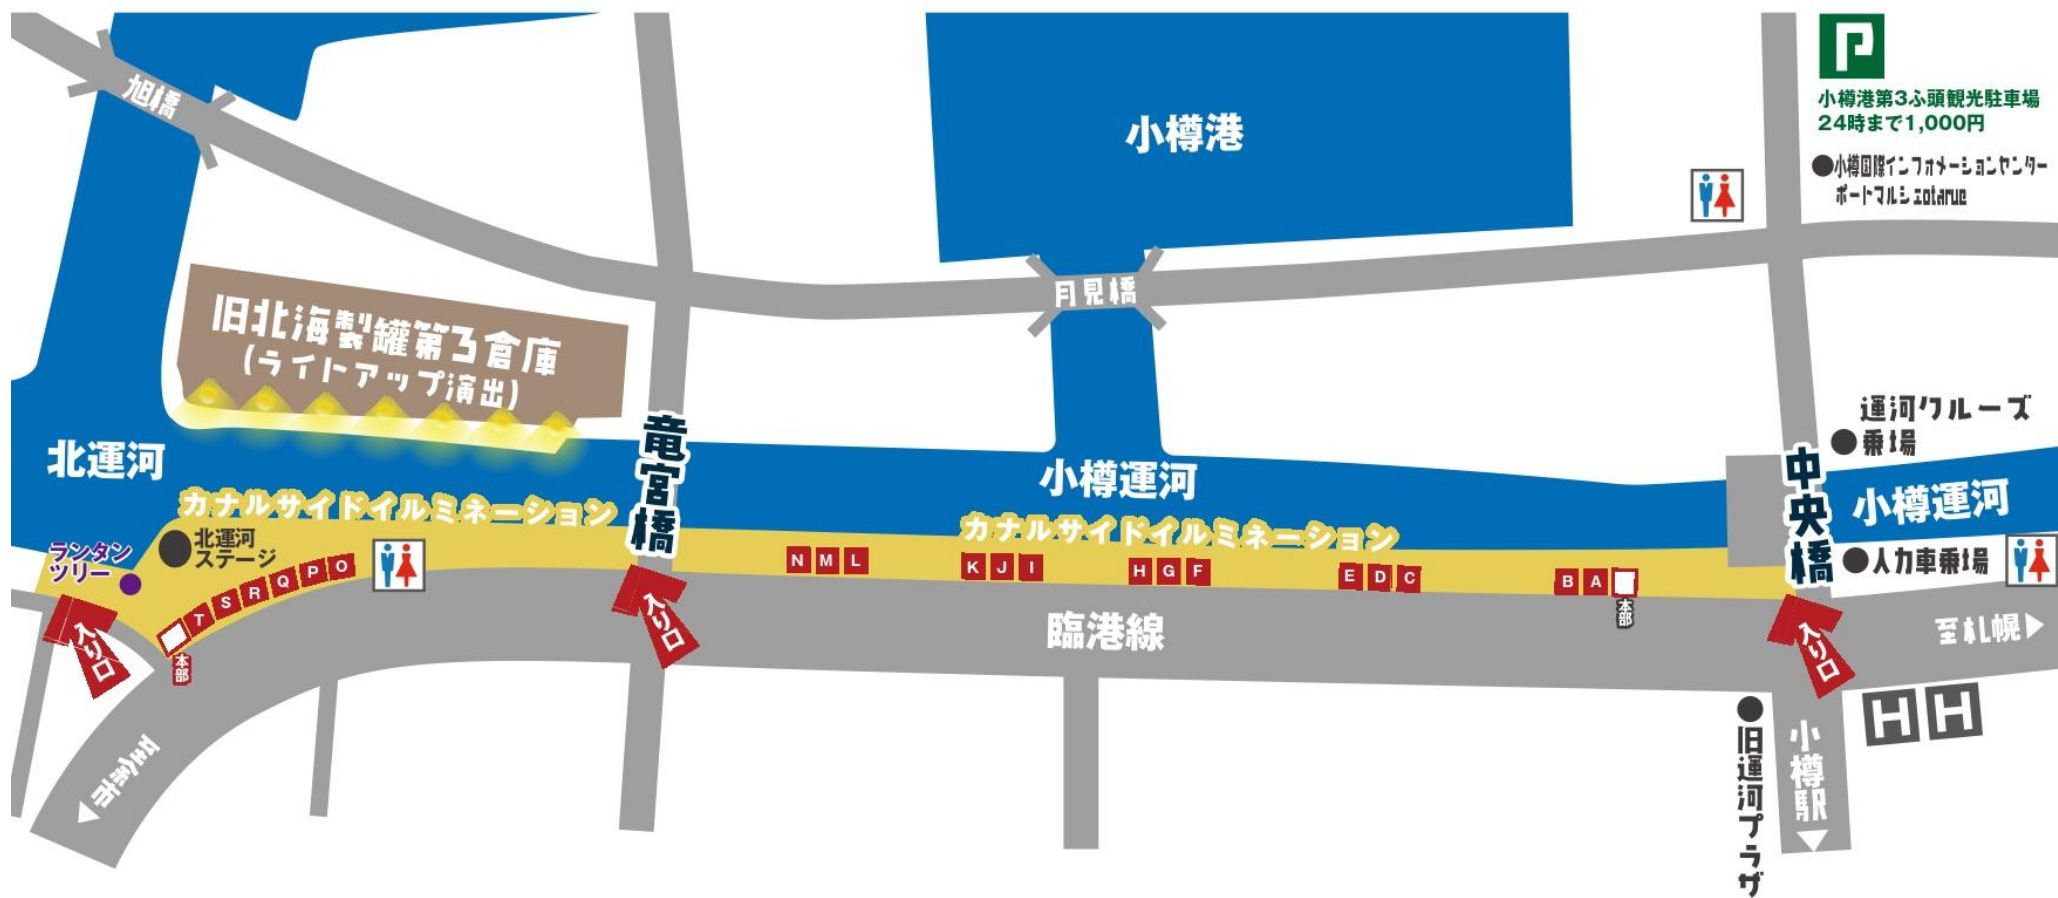 旭橋
小樽港
P
小樽港第3ふ頭観光駐車場
24時まで1,000円
小樽国際インフォメーションセンター
ポートマルシェotarue
月見橋
旧北海製罐第3倉庫
(ライトアップ演出)
竜宮橋
運河クルーズ
乗場
中央橋
北運河
小樽運河
小樽運河
カナルサイドイルミネーション
カナルサイドイルミネーション
北運河
ステージ
ランタン
ツリー
人力車乗場
N M L
K J I
H G F
E D C
B A
本部
T S R Q P O
本部
入り口
入り口
入り口
臨港線
至札幌
H H
至余市
小樽駅
旧運河プラザ